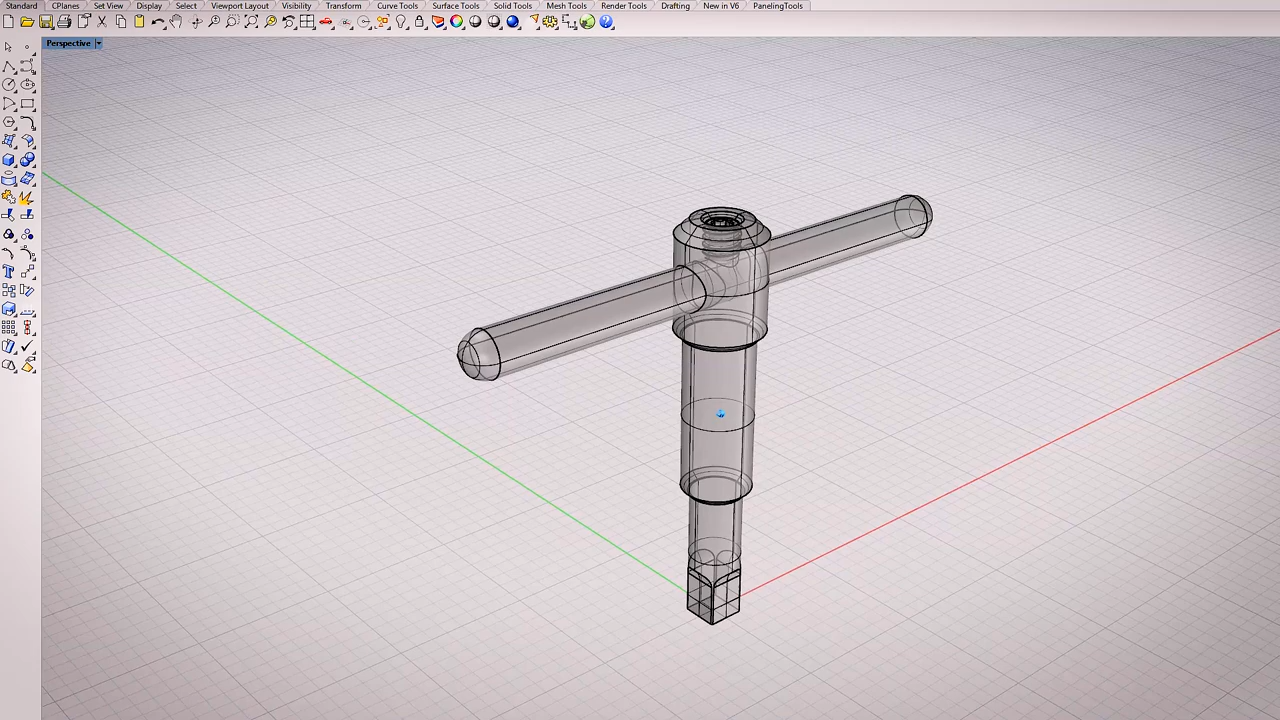 Standard CPlanes Set View Display Select Viewport Layout Visibility Transform Curve Tools Surface Tools Solid Tools Mesh Tools Render Tools Drafting New in V6 PanelingTools
Perspective